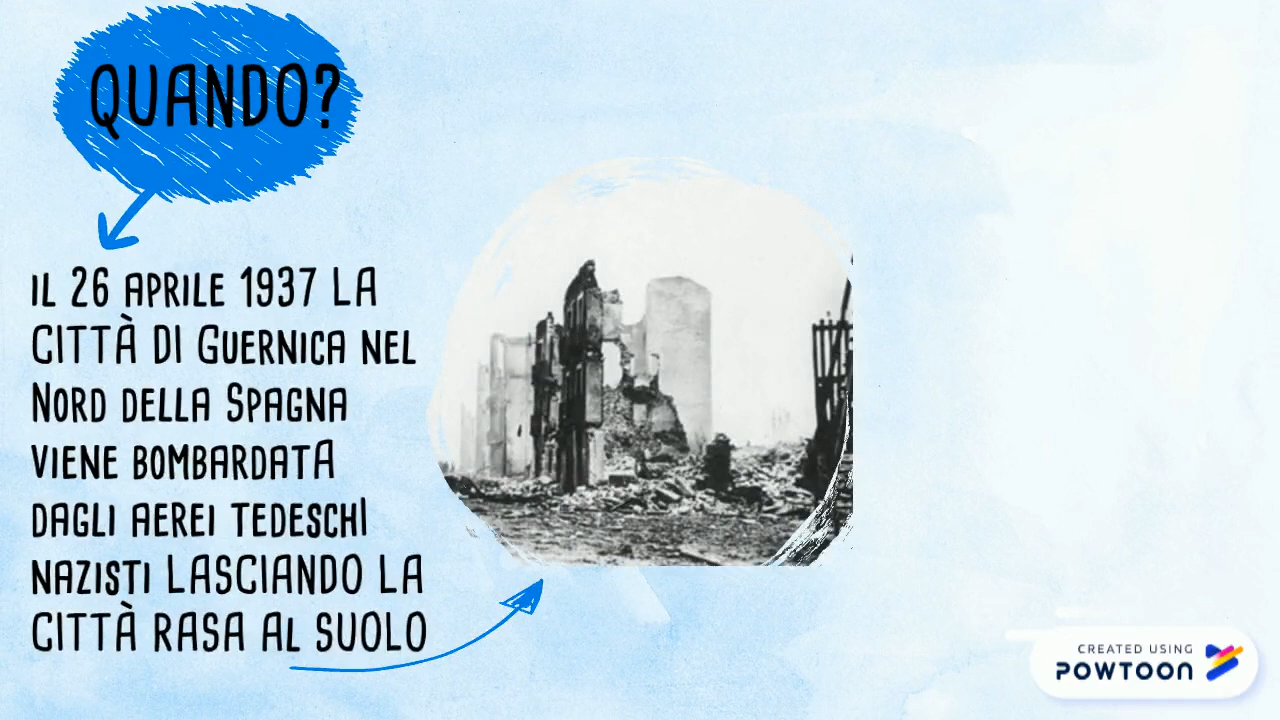 QUANDO?
IL 26 APRILE 1937 LA
CITTÀ DI GUERNICA NEL
NORD DELLA SPAGNA
VIENE BOMBARDATA
DAGLI AEREI TEDESCHI
NAZISTI LASCIANDO LA
CITTÀ RASA AL SUOLO
CREATED USING
POWTOON